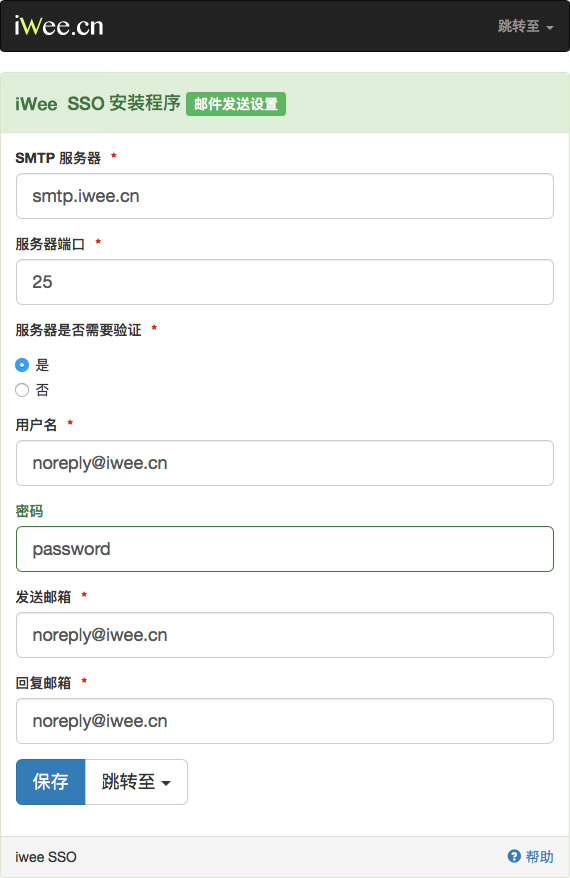 iWee.cn
跳转至
iWee SSO 安装程序 邮件发送设置
SMTP 服务器 *
smtp.iwee.cn
服务器端口 *
25
服务器是否需要验证 *
是
否
用户名 *
noreply@iwee.cn
密码
password
发送邮箱 *
noreply@iwee.cn
回复邮箱 *
noreply@iwee.cn
保存 跳转至
iwee SSO
? 帮助